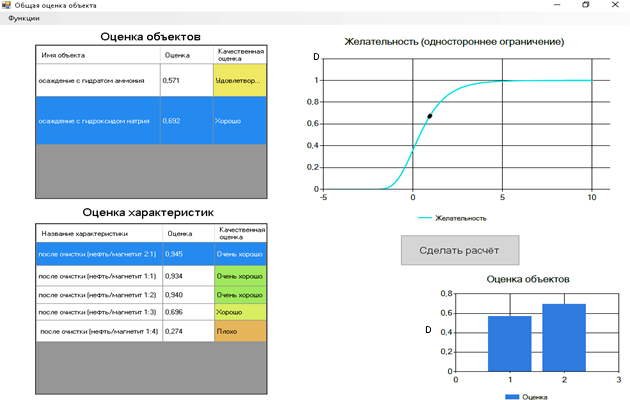 Общая оценка объекта
Функции
Оценка объектов
Имя объекта Оценка Качественная оценка
осаждение с гидратом аммония 0,571 Удовлетвор...
осаждение с гидроксидом натрия 0,692 Хорошо
Оценка характеристик
Название характеристики Оценка Качественная оценка
после очистки (нефть/магнетит 2:1) 0,945 Очень хорошо
после очистки (нефть/магнетит 1:1) 0,934 Очень хорошо
после очистки (нефть/магнетит 1:2) 0,940 Очень хорошо
после очистки (нефть/магнетит 1:3) 0,696 Хорошо
после очистки (нефть/магнетит 1:4) 0,274 Плохо
Желательность (одностороннее ограничение)
D
1
0,8
0,6
0,4
0,2
0
-5 0 5 10
Желательность
Сделать расчёт
Оценка объектов
0,8
0,6
D
0,4
0,2
0
0 1 2 3
Оценка